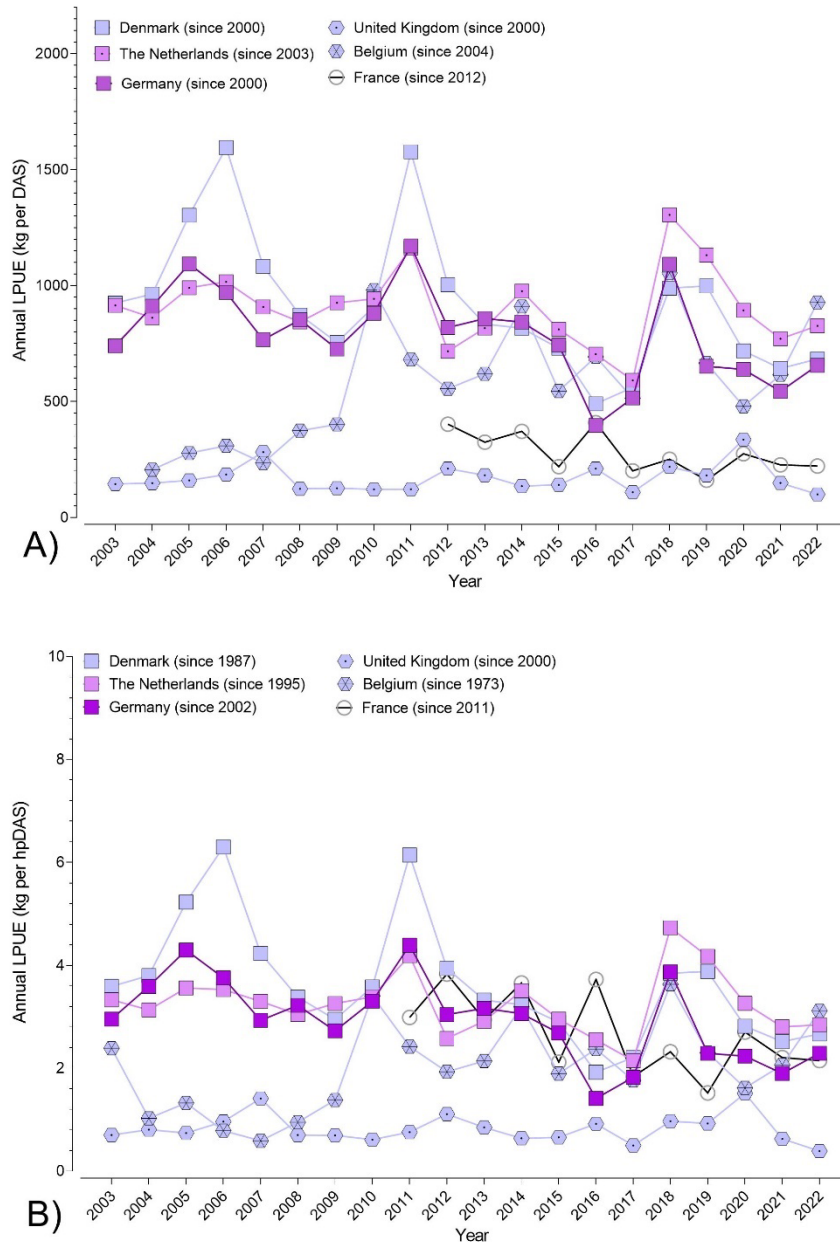 Denmark (since 2000)
The Netherlands (since 2003)
Germany (since 2000)
United Kingdom (since 2000)
Belgium (since 2004)
France (since 2012)
Annual LPUE (kg per DAS)
2000
1500
1000
500
0
2003 2004 2005 2006 2007 2008 2009 2010 2011 2012 2013 2014 2015 2016 2017 2018 2019 2020 2021 2022
Year
A)
Denmark (since 1987)
The Netherlands (since 1995)
Germany (since 2002)
United Kingdom (since 2000)
Belgium (since 1973)
France (since 2011)
Annual LPUE (kg per hpDAS)
10
8
6
4
2
0
2003 2004 2005 2006 2007 2008 2009 2010 2011 2012 2013 2014 2015 2016 2017 2018 2019 2020 2021 2022
Year
B)